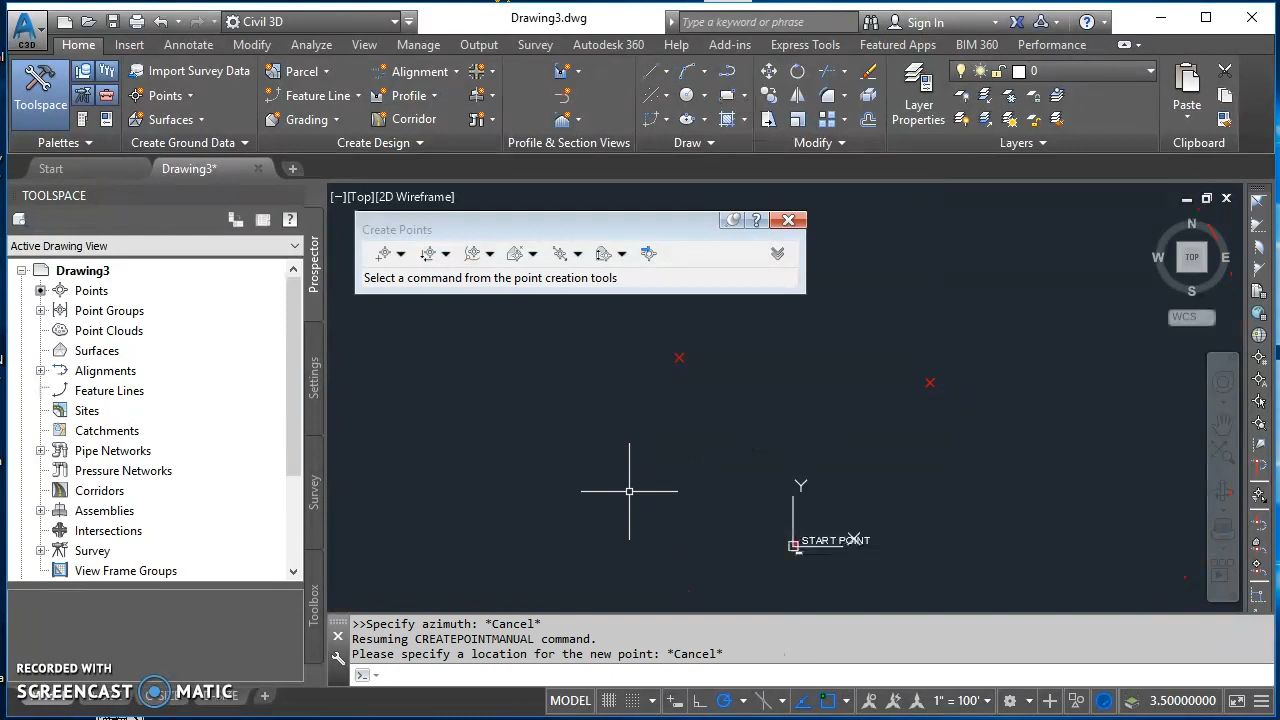 Civil 3D
Drawing3.dwg
Type a keyword or phrase
Sign In
C3D
Home
Insert
Annotate
Modify
Analyze
View
Manage
Output
Survey
Autodesk 360
Help
Add-ins
Express Tools
Featured Apps
BIM 360
Performance
Toolspace
Import Survey Data
Points
Surfaces
Parcel
Feature Line
Grading
Alignment
Profile
Corridor
0
Layer Properties
Paste
Palettes
Create Ground Data
Create Design
Profile & Section Views
Draw
Modify
Layers
Clipboard
Start
Drawing3*
TOOLSPACE
[−][Top][2D Wireframe]
Active Drawing View
Create Points
Select a command from the point creation tools
Drawing3
Points
Point Groups
Point Clouds
Surfaces
Alignments
Feature Lines
Sites
Catchments
Pipe Networks
Pressure Networks
Corridors
Assemblies
Intersections
Survey
View Frame Groups
Prospector
Settings
Survey
Toolbox
N
W
TOP
E
S
WCS
Y
START POINT
X
>>Specify azimuth: *Cancel*
Resuming CREATEPOINTMANUAL command.
Please specify a location for the new point: *Cancel*
RECORDED WITH
SCREENCAST MATIC
MODEL
1" = 100'
3.50000000